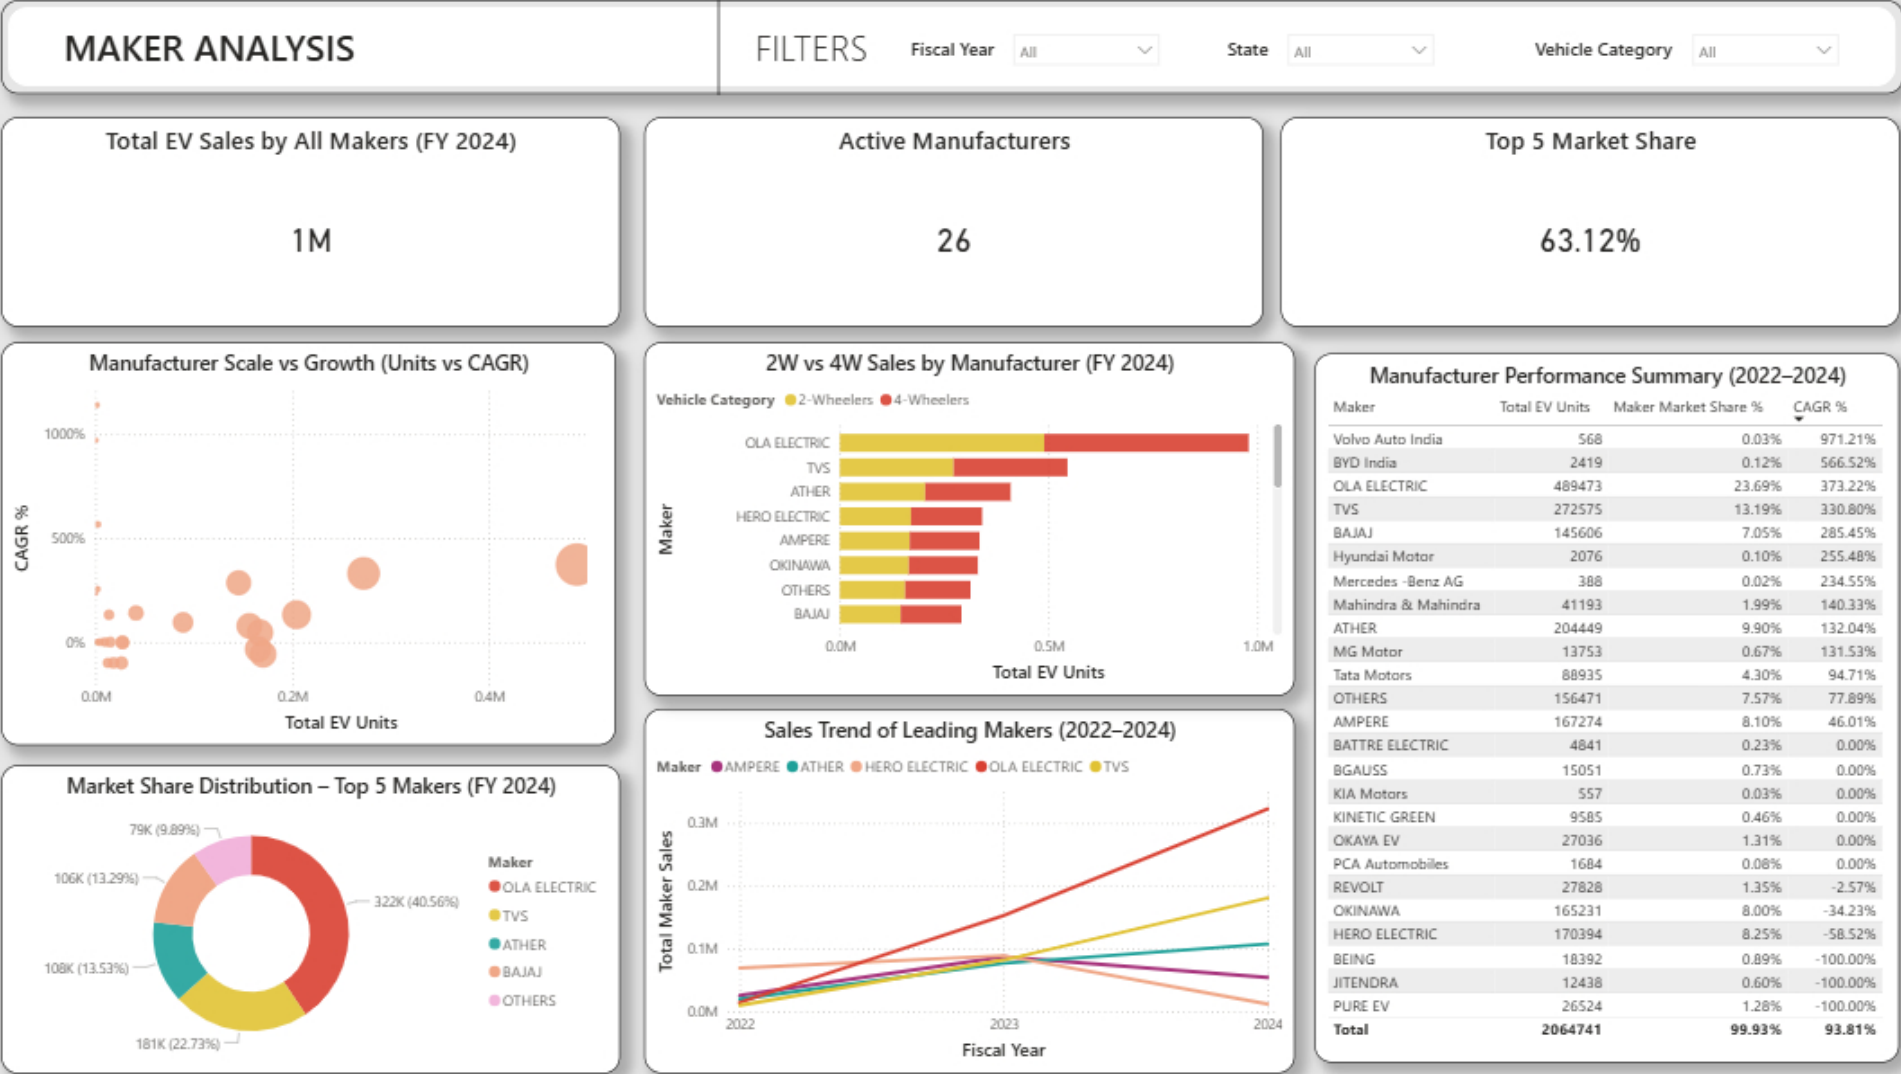 MAKER ANALYSIS
FILTERS
Fiscal Year
All
State
All
Vehicle Category
All
Total EV Sales by All Makers (FY 2024)
1M
Active Manufacturers
26
Top 5 Market Share
63.12%
Manufacturer Scale vs Growth (Units vs CAGR)
CAGR %
1000%
500%
0%
0.0M 0.2M 0.4M
Total EV Units
2W vs 4W Sales by Manufacturer (FY 2024)
Vehicle Category 2-Wheelers 4-Wheelers
Maker
OLA ELECTRIC
TVS
ATHER
HERO ELECTRIC
AMPERE
OKINAWA
OTHERS
BAJAJ
0.0M 0.5M 1.0M
Total EV Units
Market Share Distribution – Top 5 Makers (FY 2024)
79K (9.89%)
106K (13.29%)
322K (40.56%)
108K (13.53%)
181K (22.73%)
Maker
OLA ELECTRIC
TVS
ATHER
BAJAJ
OTHERS
Sales Trend of Leading Makers (2022–2024)
Maker AMPERE ATHER HERO ELECTRIC OLA ELECTRIC TVS
Total Maker Sales
0.3M
0.2M
0.1M
0.0M
2022 2023 2024
Fiscal Year
Manufacturer Performance Summary (2022–2024)
Maker Total EV Units Maker Market Share % CAGR %
Volvo Auto India 568 0.03% 971.21%
BYD India 2419 0.12% 566.52%
OLA ELECTRIC 489473 23.69% 373.22%
TVS 272575 13.19% 330.80%
BAJAJ 145606 7.05% 285.45%
Hyundai Motor 2076 0.10% 255.48%
Mercedes -Benz AG 388 0.02% 234.55%
Mahindra & Mahindra 41193 1.99% 140.33%
ATHER 204449 9.90% 132.04%
MG Motor 13753 0.67% 131.53%
Tata Motors 88935 4.30% 94.71%
OTHERS 156471 7.57% 77.89%
AMPERE 167274 8.10% 46.01%
BATTRE ELECTRIC 4841 0.23% 0.00%
BGAUSS 15051 0.73% 0.00%
KIA Motors 557 0.03% 0.00%
KINETIC GREEN 9585 0.46% 0.00%
OKAYA EV 27036 1.31% 0.00%
PCA Automobiles 1684 0.08% 0.00%
REVOLT 27828 1.35% -2.57%
OKINAWA 165231 8.00% -34.23%
HERO ELECTRIC 170394 8.25% -58.52%
BEING 18392 0.89% -100.00%
JITENDRA 12438 0.60% -100.00%
PURE EV 26524 1.28% -100.00%
Total 2064741 99.93% 93.81%